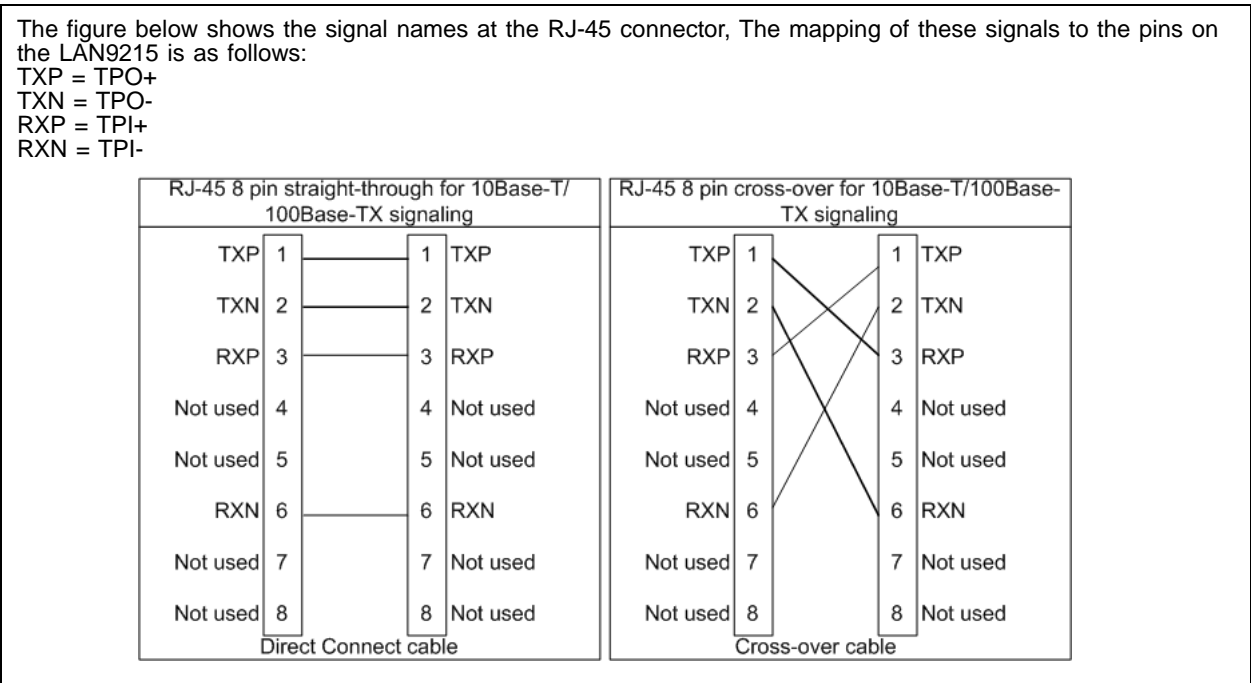 The figure below shows the signal names at the RJ-45 connector, The mapping of these signals to the pins on
the LAN9215 is as follows:
TXP = TPO+
TXN = TPO-
RXP = TPI+
RXN = TPI-
RJ-45 8 pin straight-through for 10Base-T/
100Base-TX signaling
TXP 1 1 TXP
TXN 2 2 TXN
RXP 3 3 RXP
Not used 4 4 Not used
Not used 5 5 Not used
RXN 6 6 RXN
Not used 7 7 Not used
Not used 8 8 Not used
Direct Connect cable
RJ-45 8 pin cross-over for 10Base-T/100Base-
TX signaling
TXP 1 1 TXP
TXN 2 2 TXN
RXP 3 3 RXP
Not used 4 4 Not used
Not used 5 5 Not used
RXN 6 6 RXN
Not used 7 7 Not used
Not used 8 8 Not used
Cross-over cable